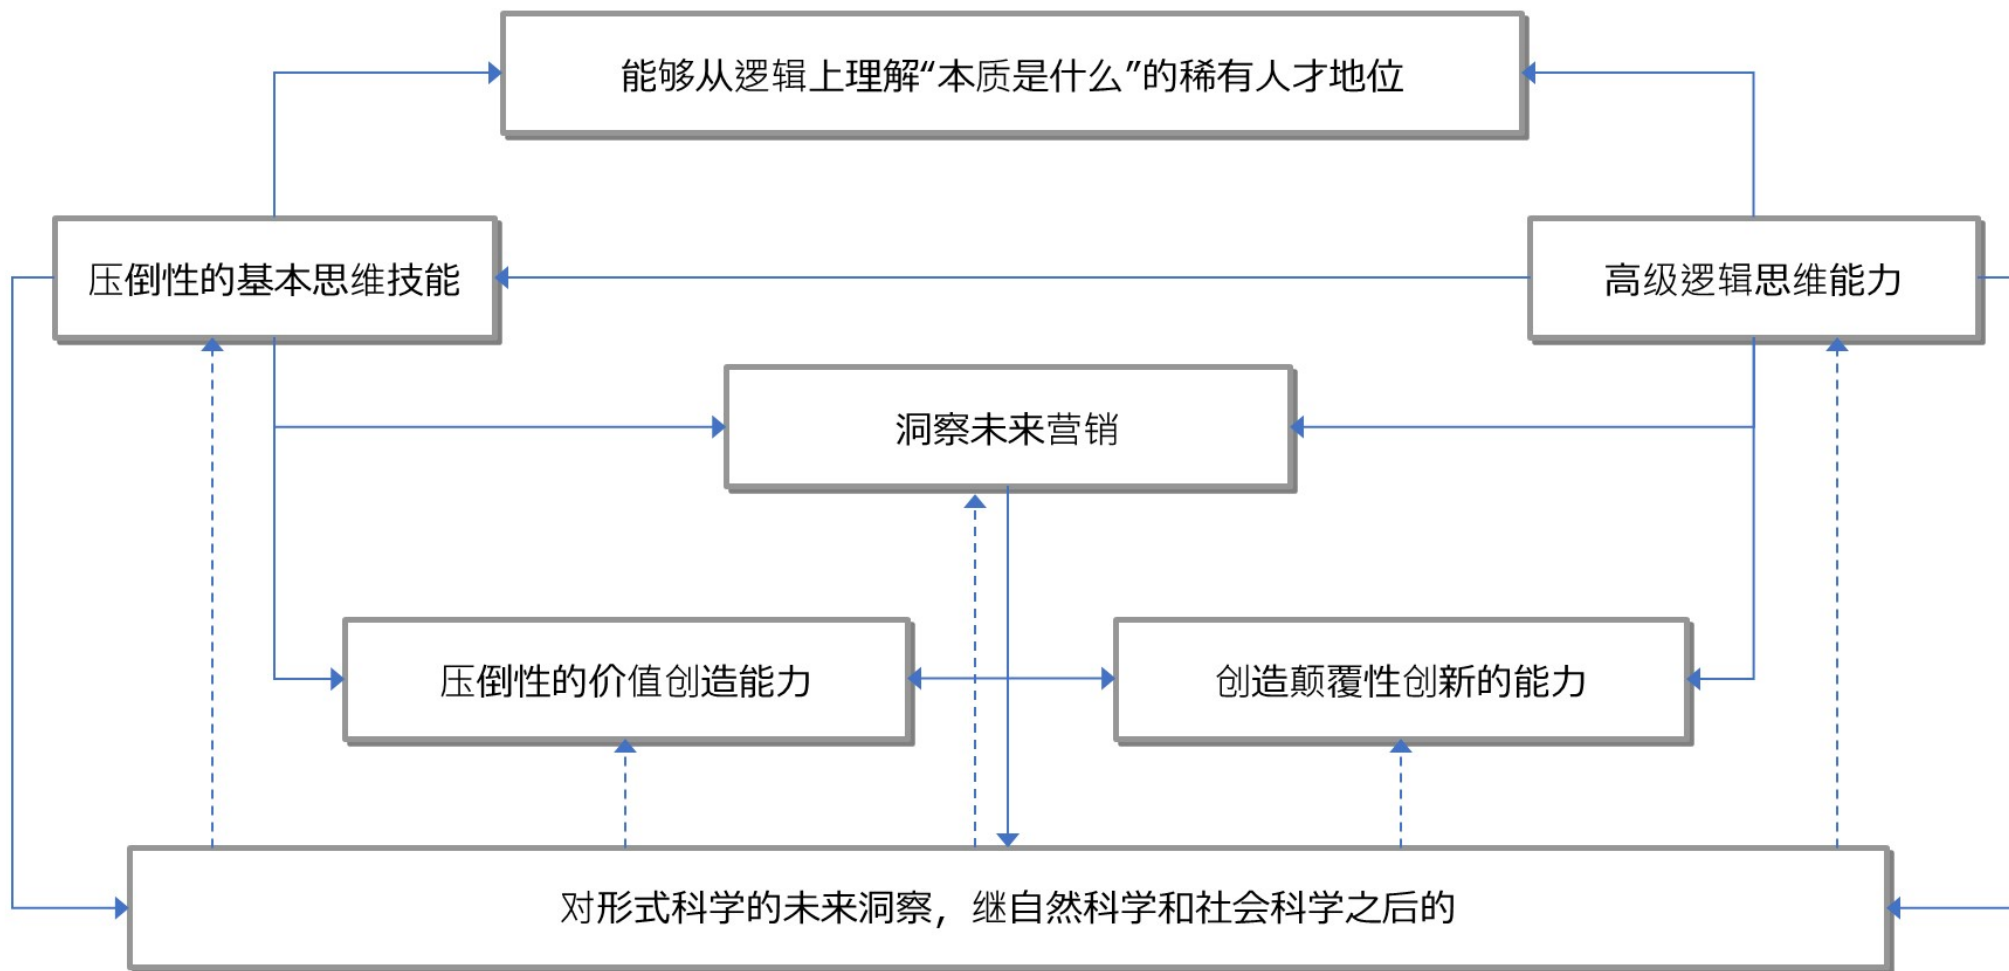 能够从逻辑上理解“本质是什么”的稀有人才地位
压倒性的基本思维技能
高级逻辑思维能力
洞察未来营销
压倒性的价值创造能力
创造颠覆性创新的能力
对形式科学的未来洞察，继自然科学和社会科学之后的